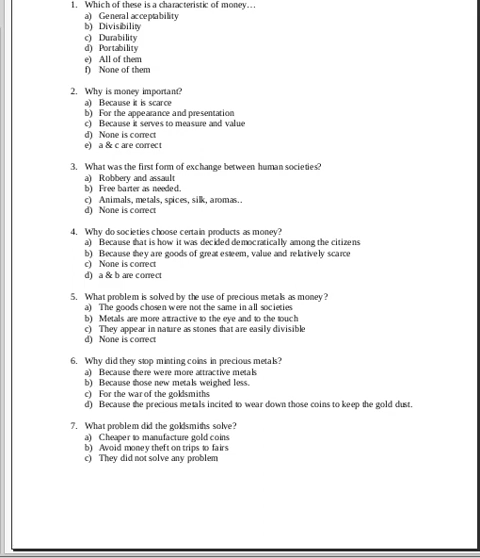 1. Which of these is a characteristic of money…
a) General acceptability
b) Divisibility
c) Durability
d) Portability
e) All of them
f) None of them
2. Why is money important?
a) Because it is scarce
b) For the appearance and presentation
c) Because it serves to measure and value
d) None is correct
e) a & c are correct
3. What was the first form of exchange between human societies?
a) Robbery and assault
b) Free barter as needed.
c) Animals, metals, spices, silk, aromas..
d) None is correct
4. Why do societies choose certain products as money?
a) Because that is how it was decided democratically among the citizens
b) Because they are goods of great esteem, value and relatively scarce
c) None is correct
d) a & b are correct
5. What problem is solved by the use of precious metals as money?
a) The goods chosen were not the same in all societies
b) Metals are more attractive to the eye and to the touch
c) They appear in nature as stones that are easily divisible
d) None is correct
6. Why did they stop minting coins in precious metals?
a) Because there were more attractive metals
b) Because those new metals weighed less.
c) For the war of the goldsmiths
d) Because the precious metals incited to wear down those coins to keep the gold dust.
7. What problem did the goldsmiths solve?
a) Cheaper to manufacture gold coins
b) Avoid money theft on trips to fairs
c) They did not solve any problem